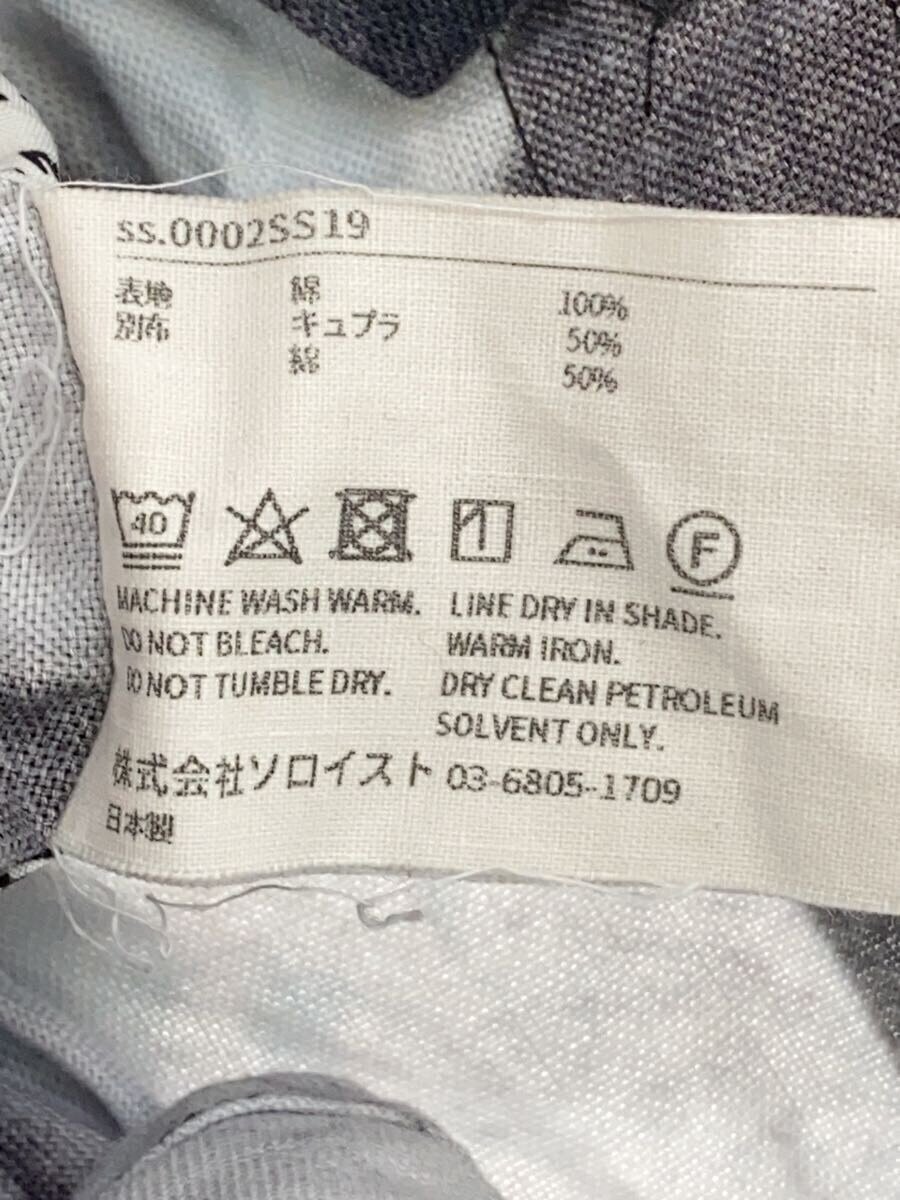 ss.0002SS19
表地 綿 100%
別布 キュプラ 50%
綿 50%
40
F
MACHINE WASH WARM.
DO NOT BLEACH.
DO NOT TUMBLE DRY.
LINE DRY IN SHADE.
WARM IRON.
DRY CLEAN PETROLEUM
SOLVENT ONLY.
株式会社ソロイスト 03-6805-1709
日本製